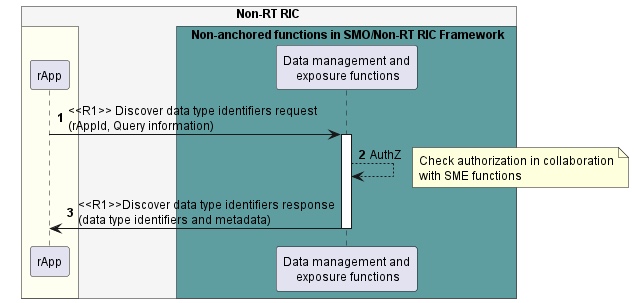 Non-RT RIC
Non-anchored functions in SMO/Non-RT RIC Framework
rApp
Data management and
exposure functions
1
<<R1>> Discover data type identifiers request
(rAppId, Query information)
2 AuthZ
Check authorization in collaboration
with SME functions
3
<<R1>>Discover data type identifiers response
(data type identifiers and metadata)
rApp
Data management and
exposure functions